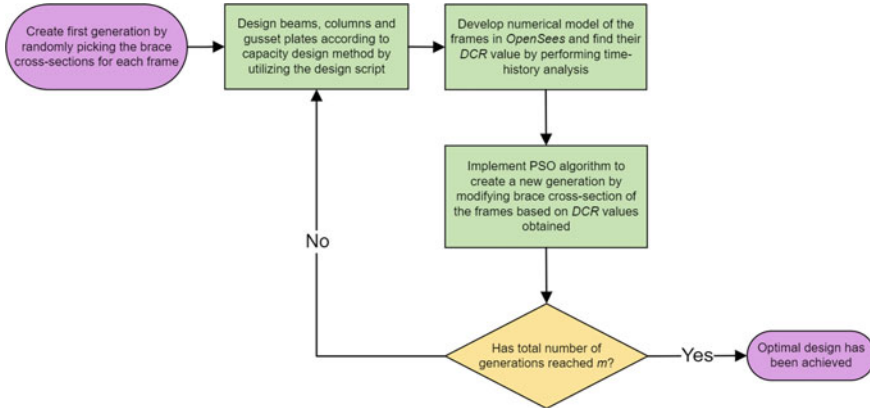 Create first generation by
randomly picking the brace
cross-sections for each frame
Design beams, columns and
gusset plates according to
capacity design method by
utilizing the design script
Develop numerical model of the
frames in OpenSees and find their
DCR value by performing time-
history analysis
Implement PSO algorithm to
create a new generation by
modifying brace cross-section of
the frames based on DCR values
obtained
No
Has total number of
generations reached m?
Yes
Optimal design has
been achieved